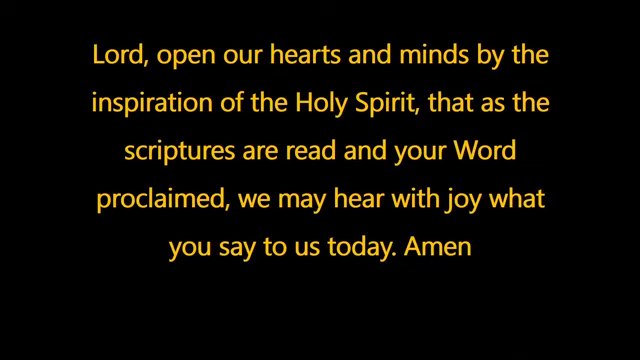 Lord, open our hearts and minds by the
inspiration of the Holy Spirit, that as the
scriptures are read and your Word
proclaimed, we may hear with joy what
you say to us today. Amen